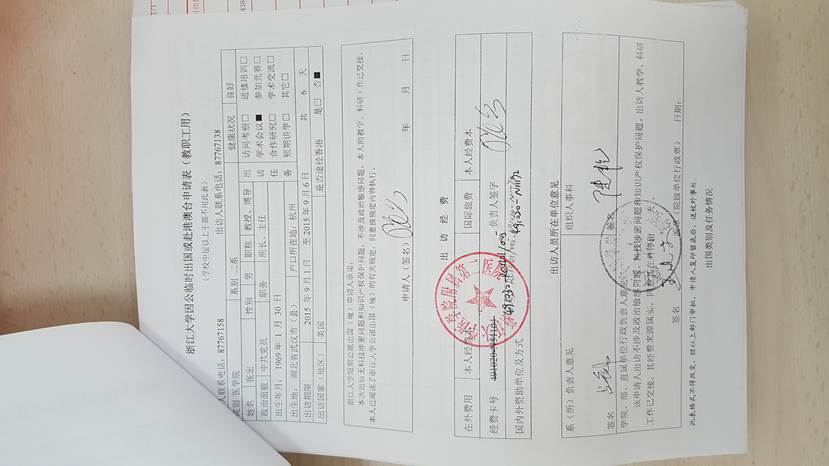 浙江大学因公临时出国或赴港澳台申请表（教职工用）
（学校中层以上干部不用此表）
人联系电话：87767158 出访人联系电话：87767138
院别 医学院 系别 二系 健康状况 良好
姓名 张宏 性别 男 职称 教授、博导 出访任务 访问考察□ 进修培训□
学术会议■ 参加竞赛□
政治面貌 中共党员 职务 所长、主任 合作研究□ 学术交流□
出生年月：1969 年 1 月 30 日 短期讲学□ 其它□
出生地：湖北省武汉市（县） 户口所在地：杭州
出访期限 2015 年 9 月 1 日 至 2015 年 9 月 6 日 共 6 天
出访国家（地区） 美国 是否途径香港 是□ 否■
浙江大学短期公派出国（境）申请人承诺：
本次出访无科技涉密问题和知识产权保护问题，不涉及政治敏感问题。本人的教学、科研工作已交接。
本人已阅读了浙江大学公派出国（境）的有关规定，同意按规定内容执行。
申请人（签名） 年 月 日
出 访 经 费
在外费用 本人经费本 国际旅费 本人经费本
经费卡号 491020-N51104 负责人签字
国内外资助单位及方式 491030-N11172
浙江大学医学院附属第二医院
出访人员所在单位意见
系（所）负责人意见 组织人事科
签名 签名
学院、部、直属单位行政负责人意见：
该申请人出访不涉及政治敏感问题、科技涉密问题和知识产权保护问题。出访人教学、科研
工作已交接，其经费来源属实。同意其在外停留 天。
签名 盖章（院级单位行政章） 日期：
此表格式不得改变，经以上部门审批，申请人复印留底后，送校外事处。
出国类别及任务情况